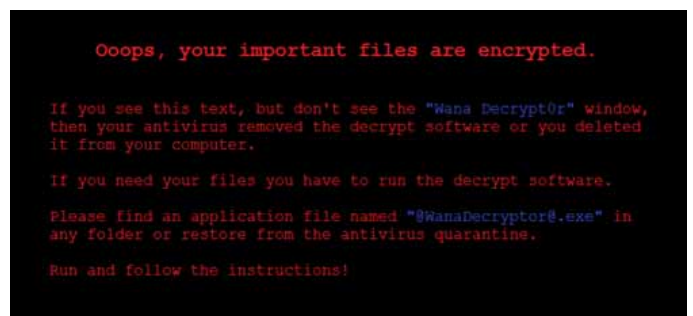 Ooops, your important files are encrypted.
If you see this text, but don't see the "Wana Decrypt0r" window,
then your antivirus removed the decrypt software or you deleted
it from your computer.
If you need your files you have to run the decrypt software.
Please find an application file named "@WanaDecryptor@.exe" in
any folder or restore from the antivirus quarantine.
Run and follow the instructions!